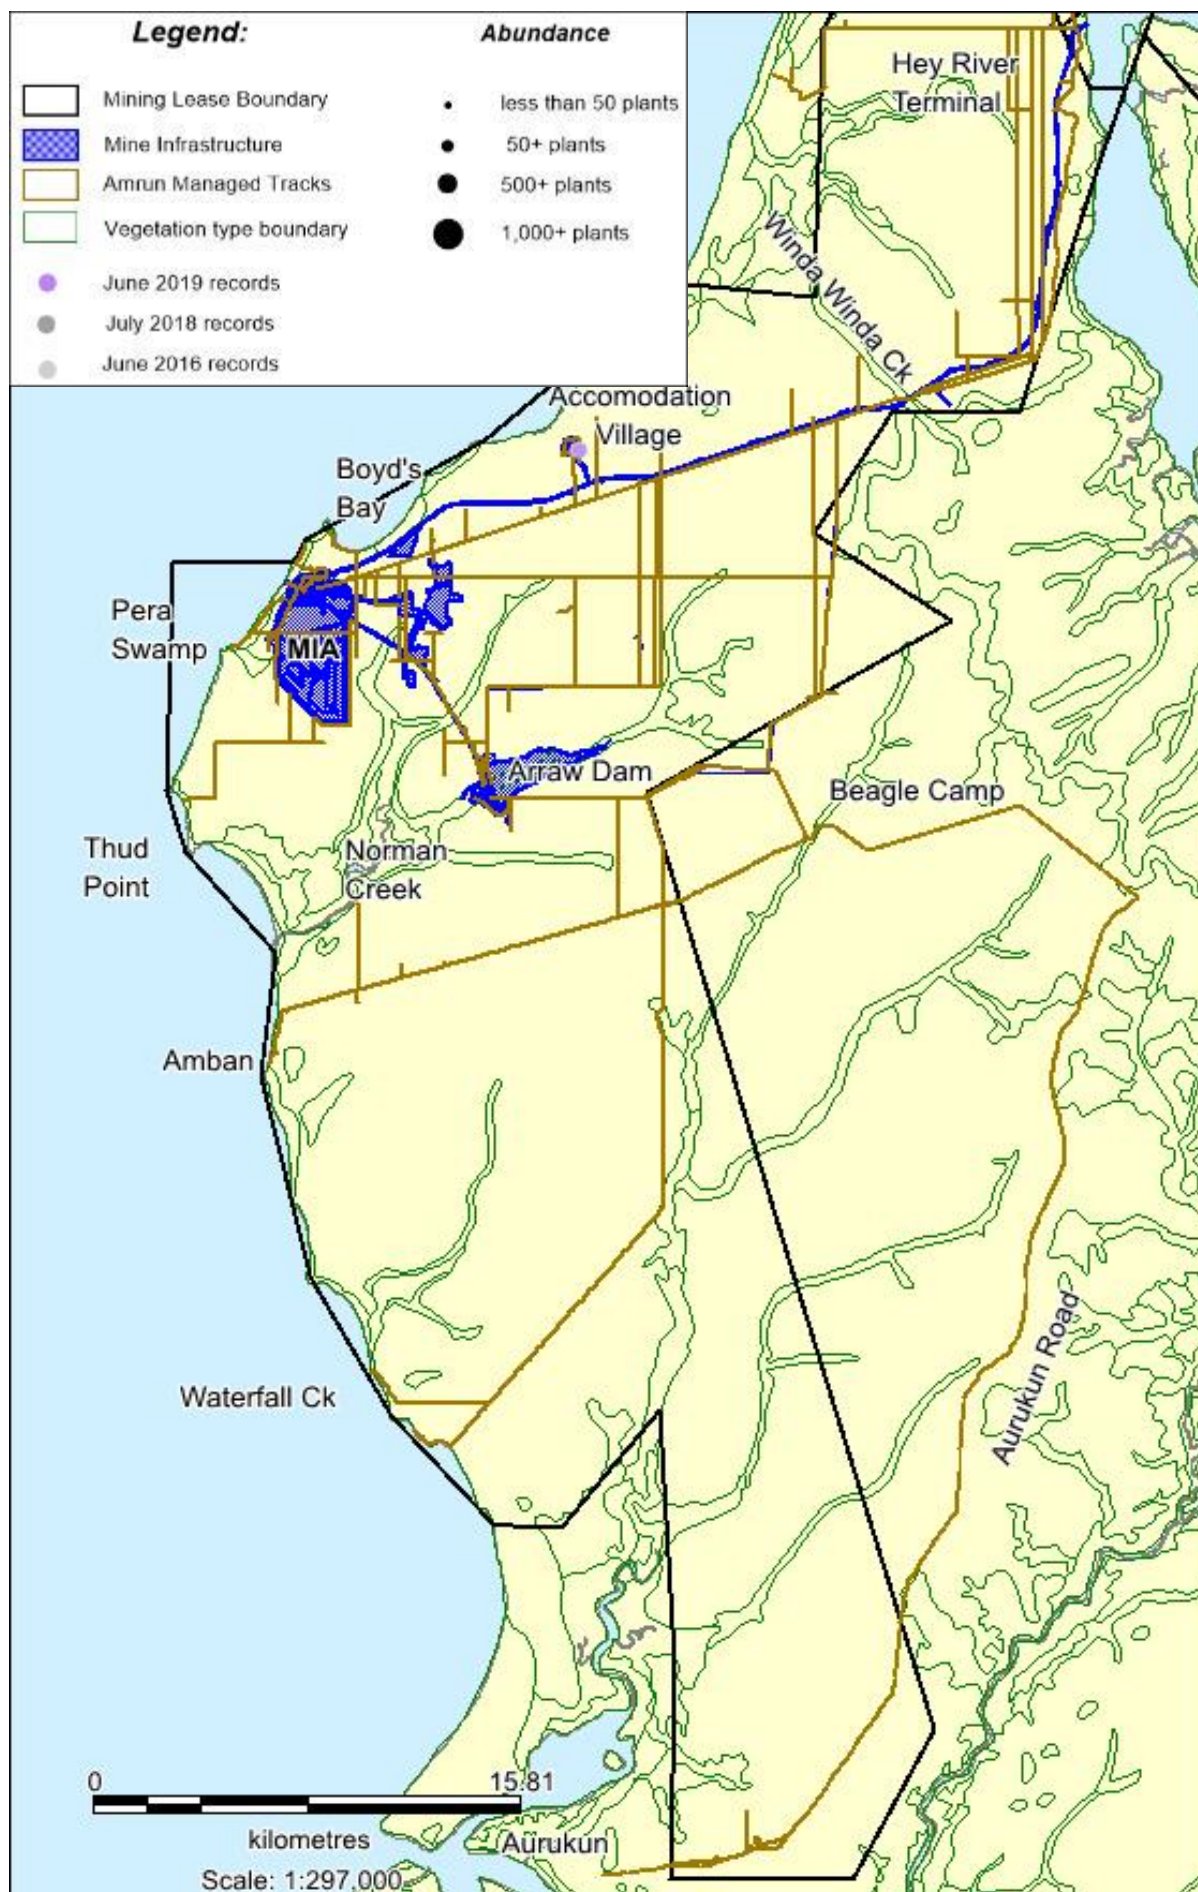 Legend:
Abundance
Mining Lease Boundary
less than 50 plants
Mine Infrastructure
50+ plants
Amrun Managed Tracks
500+ plants
Vegetation type boundary
1,000+ plants
June 2019 records
July 2018 records
June 2016 records
Hey River
Terminal
Winda Winda Ck
Accomodation
Village
Boyd's
Bay
Pera
Swamp
MIA
Arraw Dam
Beagle Camp
Thud
Point
Norman
Creek
Amban
Aurukun Road
Waterfall Ck
0
15.81
kilometres
Scale: 1:297,000
Aurukun